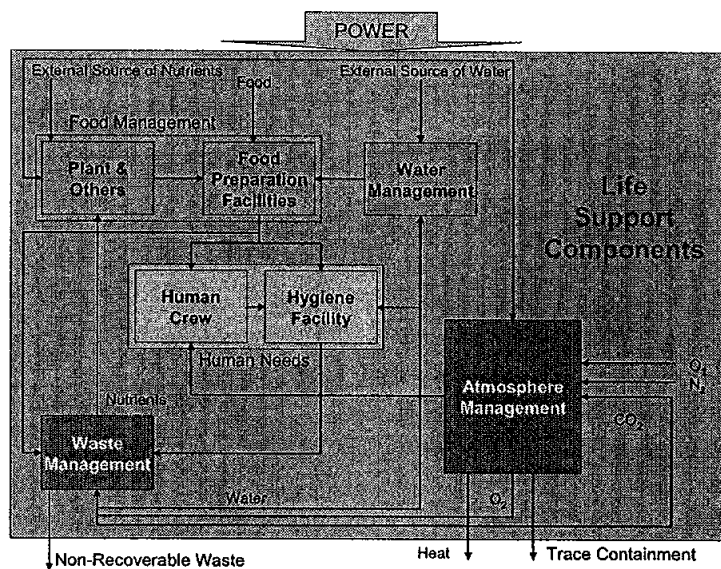 POWER
External Source of Nutrients
External Source of Water
Food
Food Management
Plant &
Others
Food
Preparation
Facilities
Water
Management
Life
Support
Components
Human
Crew
Hygiene
Facility
Human Needs
Atmosphere
Management
O₂
N₂
CO₂
Nutrients
Waste
Management
Water
O₂
Non-Recoverable Waste
Heat
Trace Containment